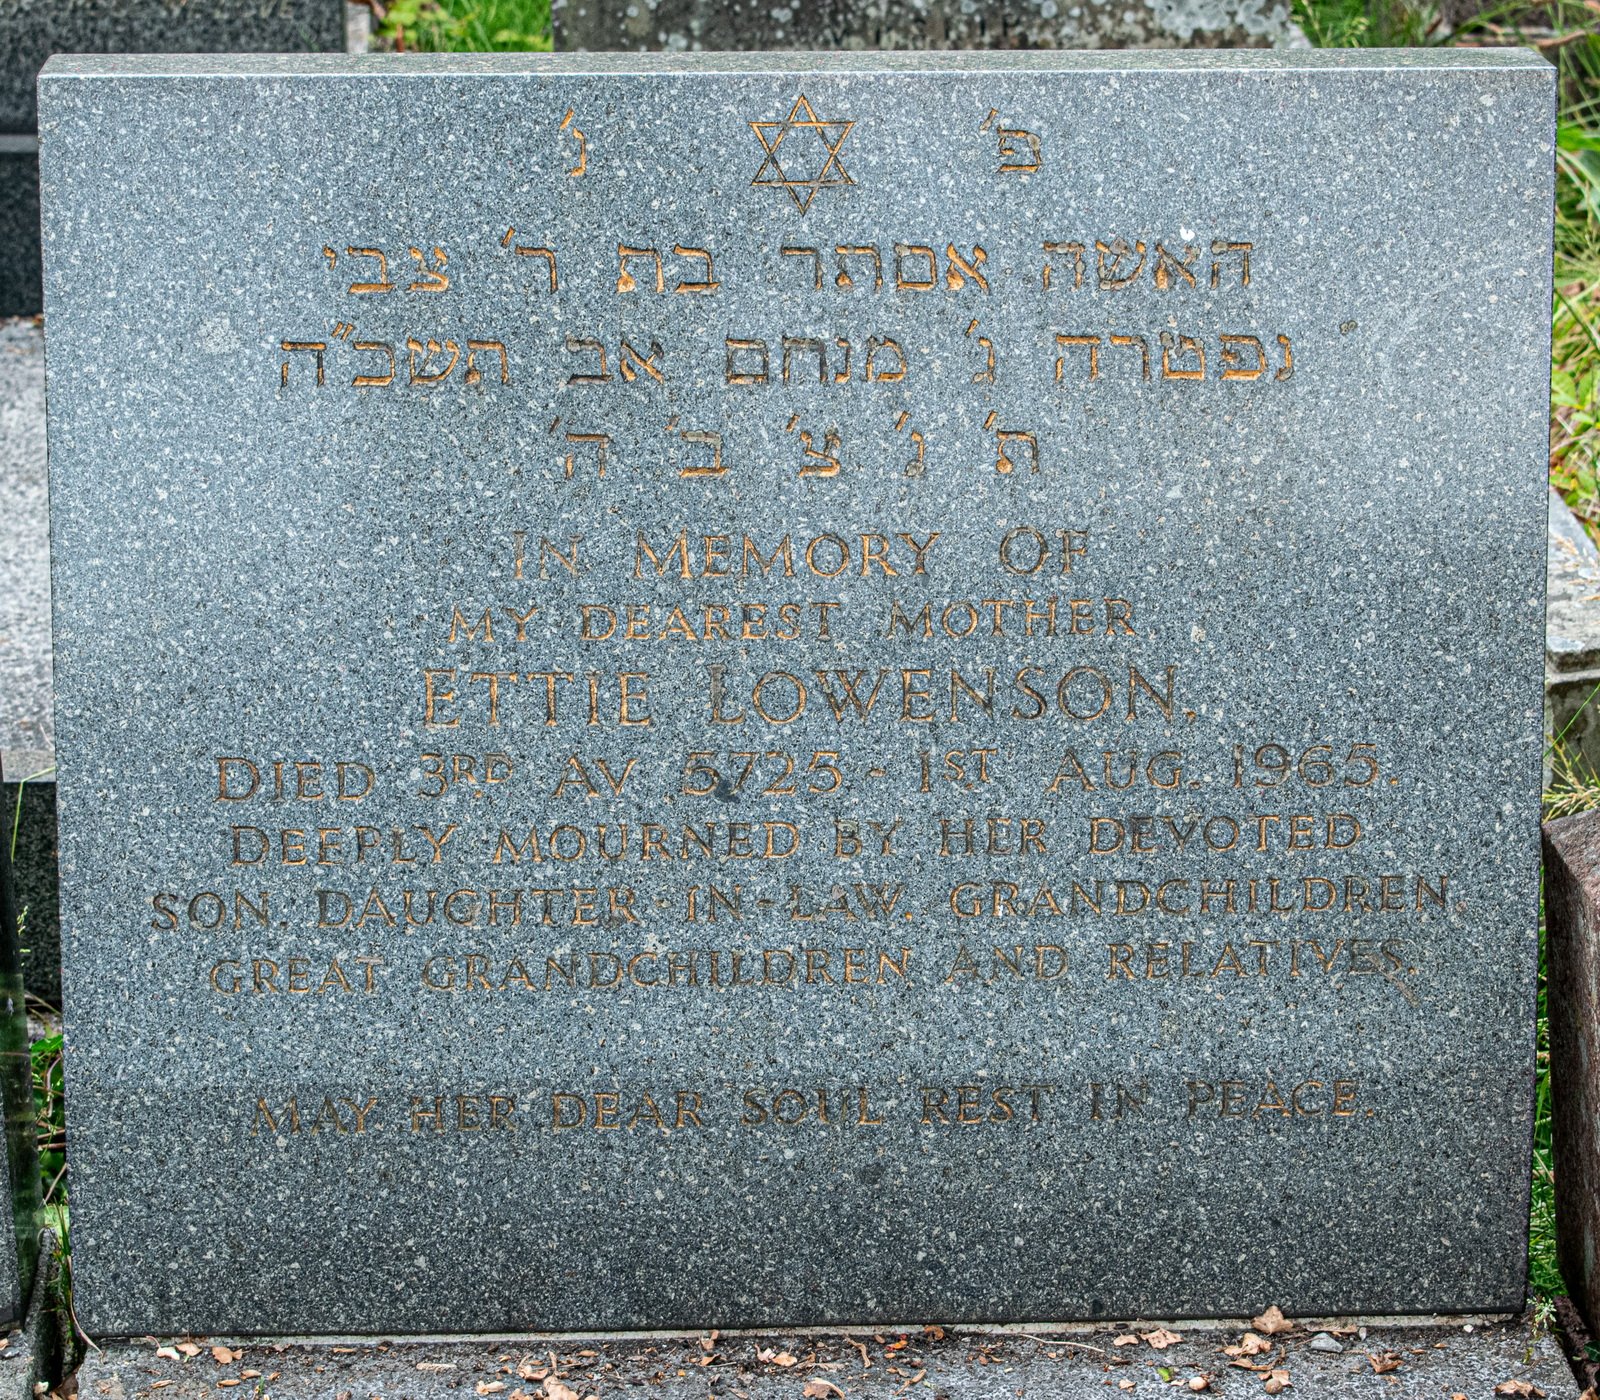 פ' נ'
האשה אסתר בת ר' צבי
נפטרה ג' מנחם אב תשכ"ה
ת' נ' צ' ב' ה'
IN MEMORY OF
MY DEAREST MOTHER
ETTIE LOWENSON,
DIED 3RD AV 5725 - 1ST AUG. 1965.
DEEPLY MOURNED BY HER DEVOTED
SON, DAUGHTER-IN-LAW, GRANDCHILDREN,
GREAT GRANDCHILDREN AND RELATIVES.
MAY HER DEAR SOUL REST IN PEACE.